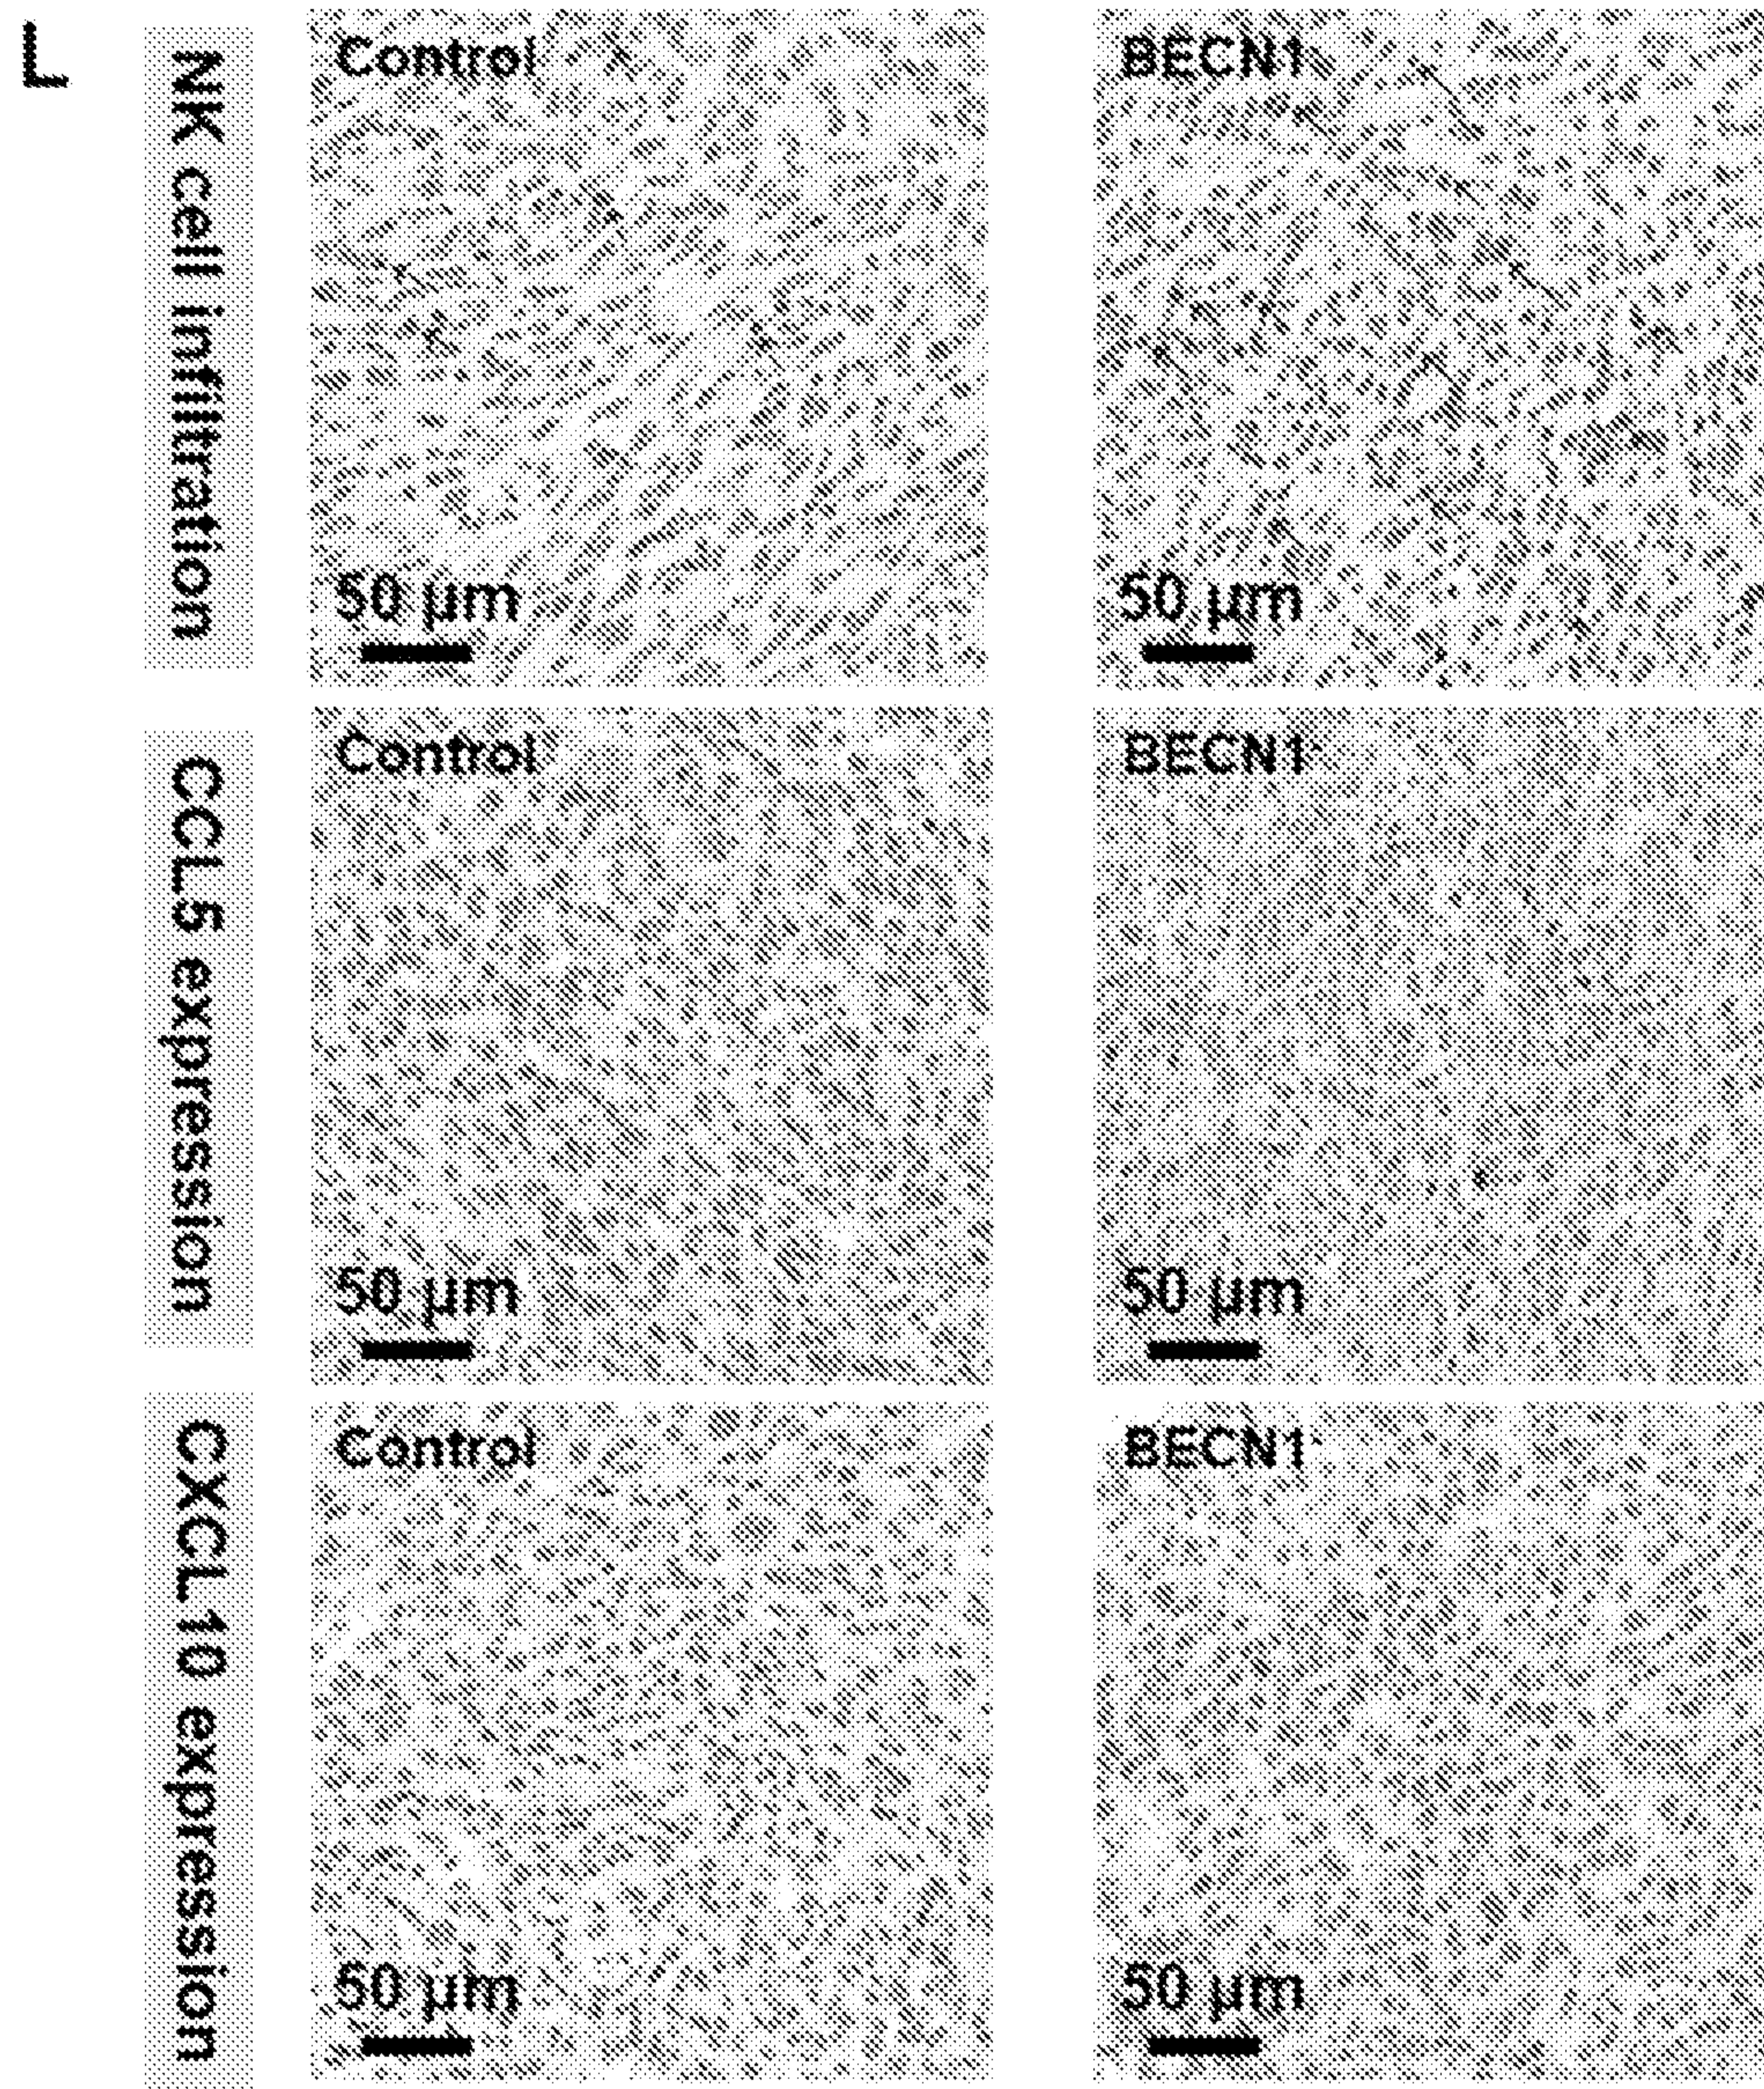 L
NK cell infiltration
Control
BECN1-
50 µm
50 µm
CCL5 expression
Control
BECN1-
50 µm
50 µm
CXCL10 expression
Control
BECN1-
50 µm
50 µm